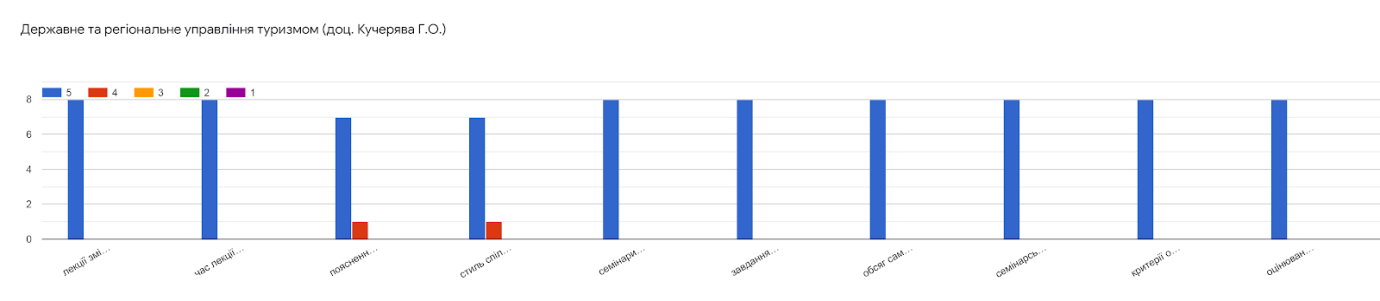 Державне та регіональне управління туризмом (доц. Кучерява Г.О.)
5 4 3 2 1
8
6
4
2
0
лекції змі…
час лекції…
поясненн…
стиль спіл…
семінари…
завдання…
обсяг сам…
семінарсь…
критерії о…
оцінюван…